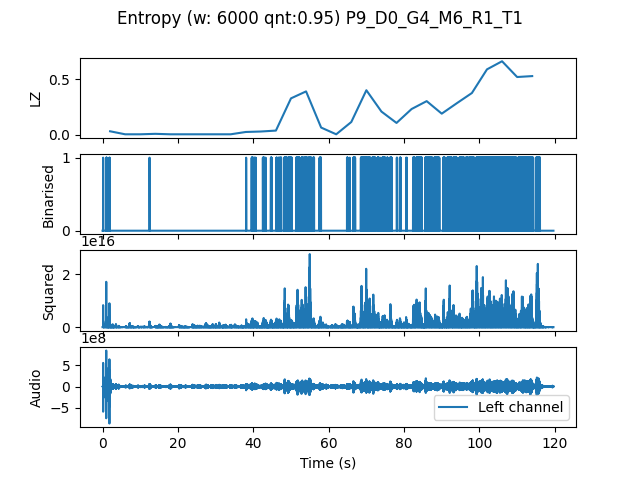 Entropy (w: 6000 qnt:0.95) P9_D0_G4_M6_R1_T1
LZ
0.5
0.0
Binarised
1
0
1e16
Squared
2
0
1e8
Audio
5
0
−5
Left channel
0 20 40 60 80 100 120
Time (s)